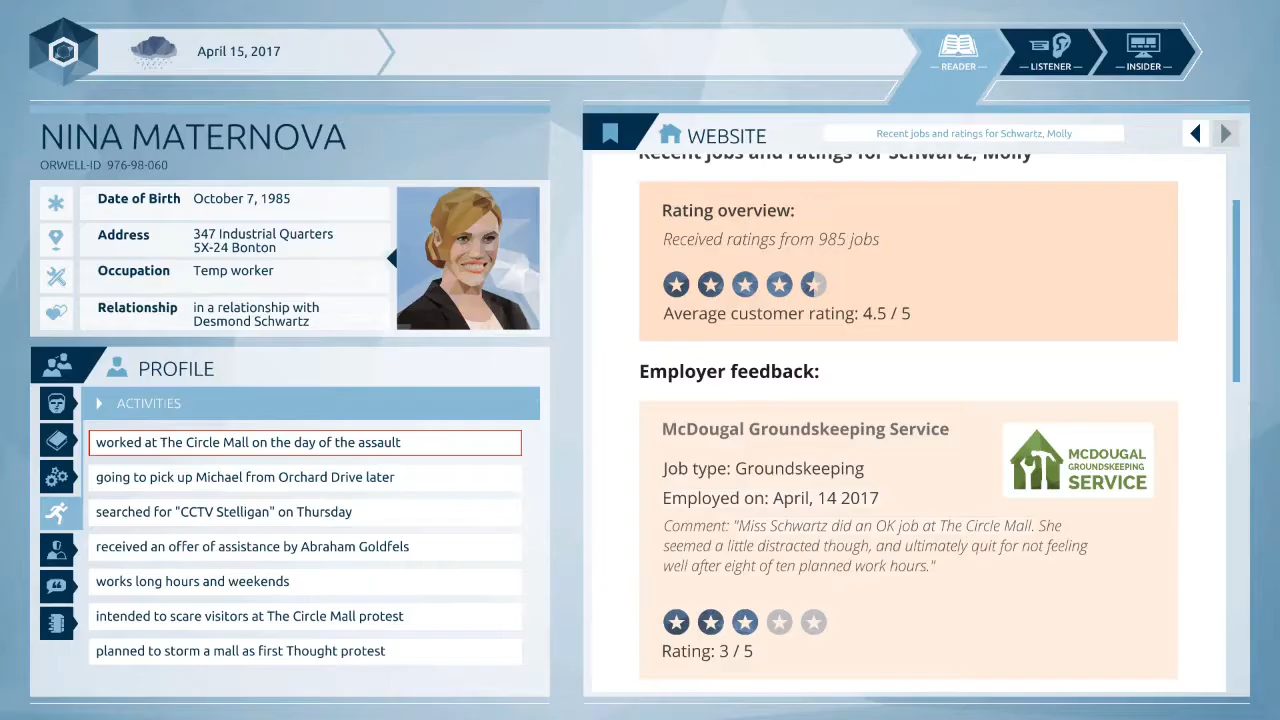 April 15, 2017
READER
LISTENER
INSIDER
NINA MATERNOVA
ORWELL-ID 976-98-060
Date of Birth October 7, 1985
Address 347 Industrial Quarters
5X-24 Bonton
Occupation Temp worker
Relationship in a relationship with
Desmond Schwartz
PROFILE
ACTIVITIES
worked at The Circle Mall on the day of the assault
going to pick up Michael from Orchard Drive later
searched for "CCTV Stelligan" on Thursday
received an offer of assistance by Abraham Goldfels
works long hours and weekends
intended to scare visitors at The Circle Mall protest
planned to storm a mall as first Thought protest
WEBSITE
Recent jobs and ratings for Schwartz, Molly
Recent jobs and ratings for Schwartz, Molly
Rating overview:
Received ratings from 985 jobs
Average customer rating: 4.5 / 5
Employer feedback:
McDougal Groundskeeping Service
Job type: Groundskeeping
Employed on: April, 14 2017
MCDOUGAL
GROUNDSKEEPING
SERVICE
Comment: "Miss Schwartz did an OK job at The Circle Mall. She
seemed a little distracted though, and ultimately quit for not feeling
well after eight of ten planned work hours."
Rating: 3 / 5